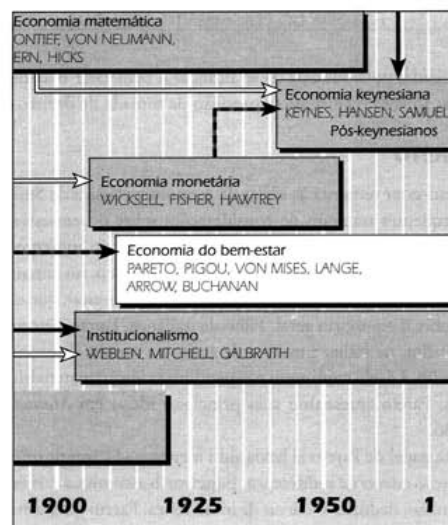 Economia matemática
ONTIEF, VON NEUMANN,
ERN, HICKS
Economia keynesiana
KEYNES, HANSEN, SAMUEL
Pós-keynesianos
Economia monetária
WICKSELL, FISHER, HAWTREY
Economia do bem-estar
PARETO, PIGOU, VON MISES, LANGE,
ARROW, BUCHANAN
Institucionalismo
WEBLEN, MITCHELL, GALBRAITH
1900 1925 1950 1